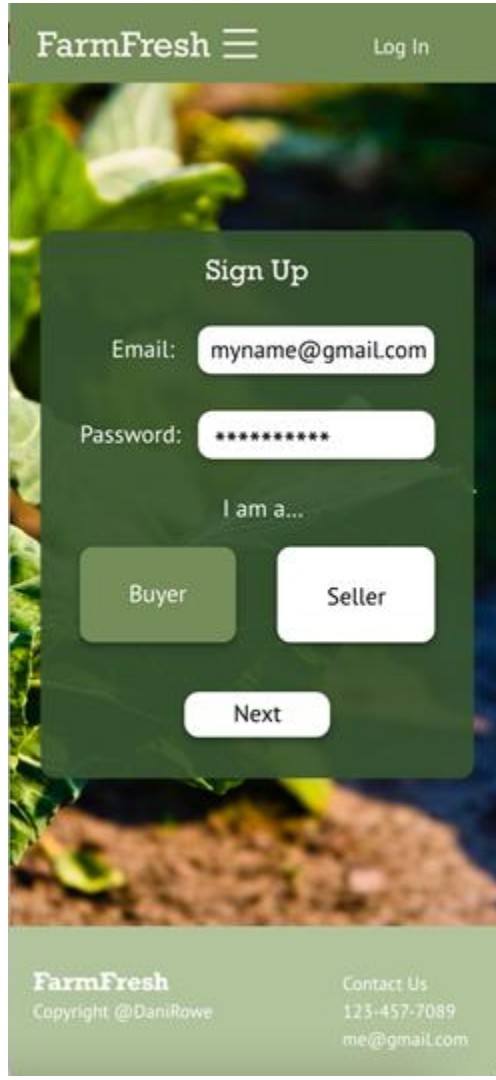 FarmFresh
Log In
Sign Up
Email: myname@gmail.com
Password: **********
I am a...
Buyer
Seller
Next
FarmFresh
Copyright @DaniRowe
Contact Us
123-457-7089
me@gmail.com